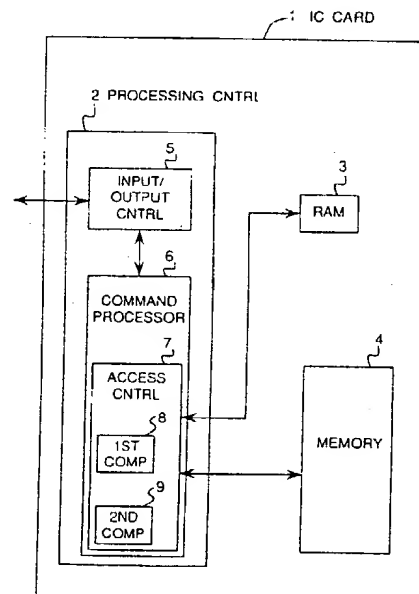 1 IC CARD
2 PROCESSING CNTRL
5
INPUT/
OUTPUT
CNTRL
3
RAM
6
COMMAND
PROCESSOR
7
ACCESS
CNTRL
8
1ST
COMP
9
2ND
COMP
4
MEMORY